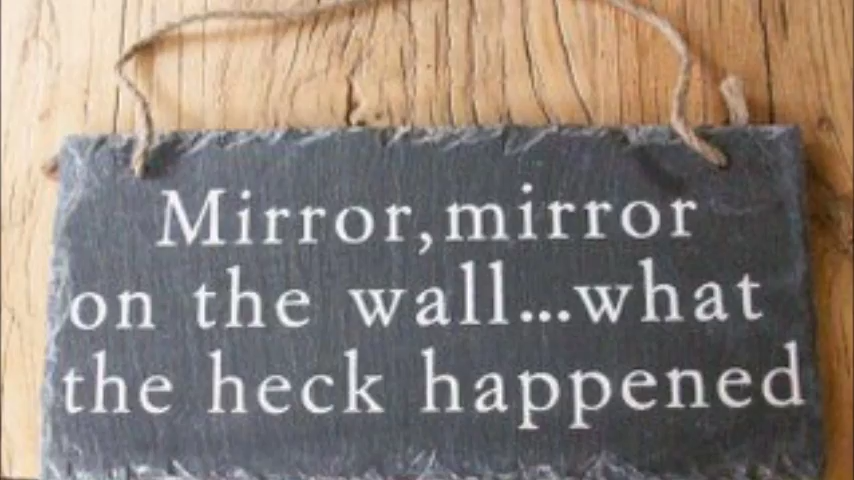 Mirror,mirror
on the wall...what
the heck happened